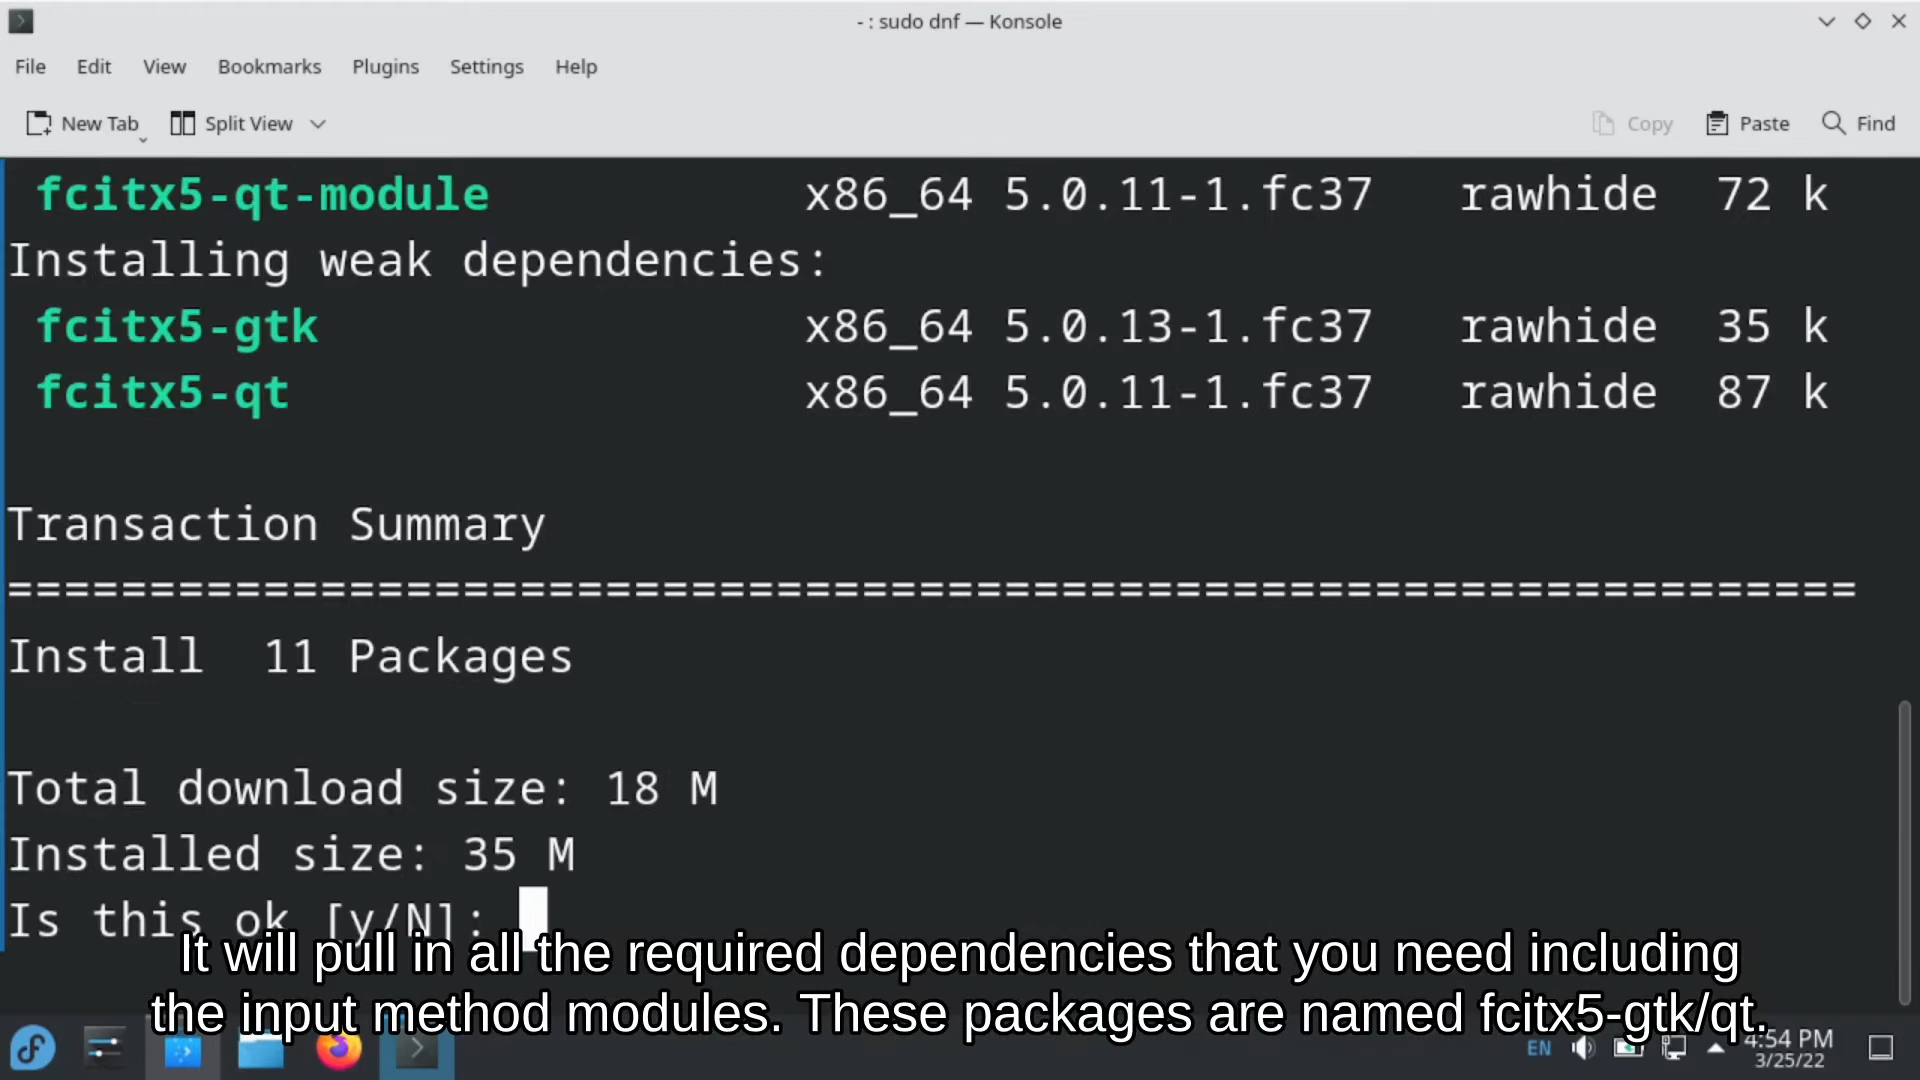 - : sudo dnf — Konsole
File Edit View Bookmarks Plugins Settings Help
New Tab Split View Copy Paste Find
fcitx5-qt-module x86_64 5.0.11-1.fc37 rawhide 72 k
Installing weak dependencies:
fcitx5-gtk x86_64 5.0.13-1.fc37 rawhide 35 k
fcitx5-qt x86_64 5.0.11-1.fc37 rawhide 87 k
Transaction Summary
=================================================================
Install 11 Packages
Total download size: 18 M
Installed size: 35 M
Is this ok [y/N]:
It will pull in all the required dependencies that you need including
the input method modules. These packages are named fcitx5-gtk/qt.
EN 4:54 PM
3/25/22